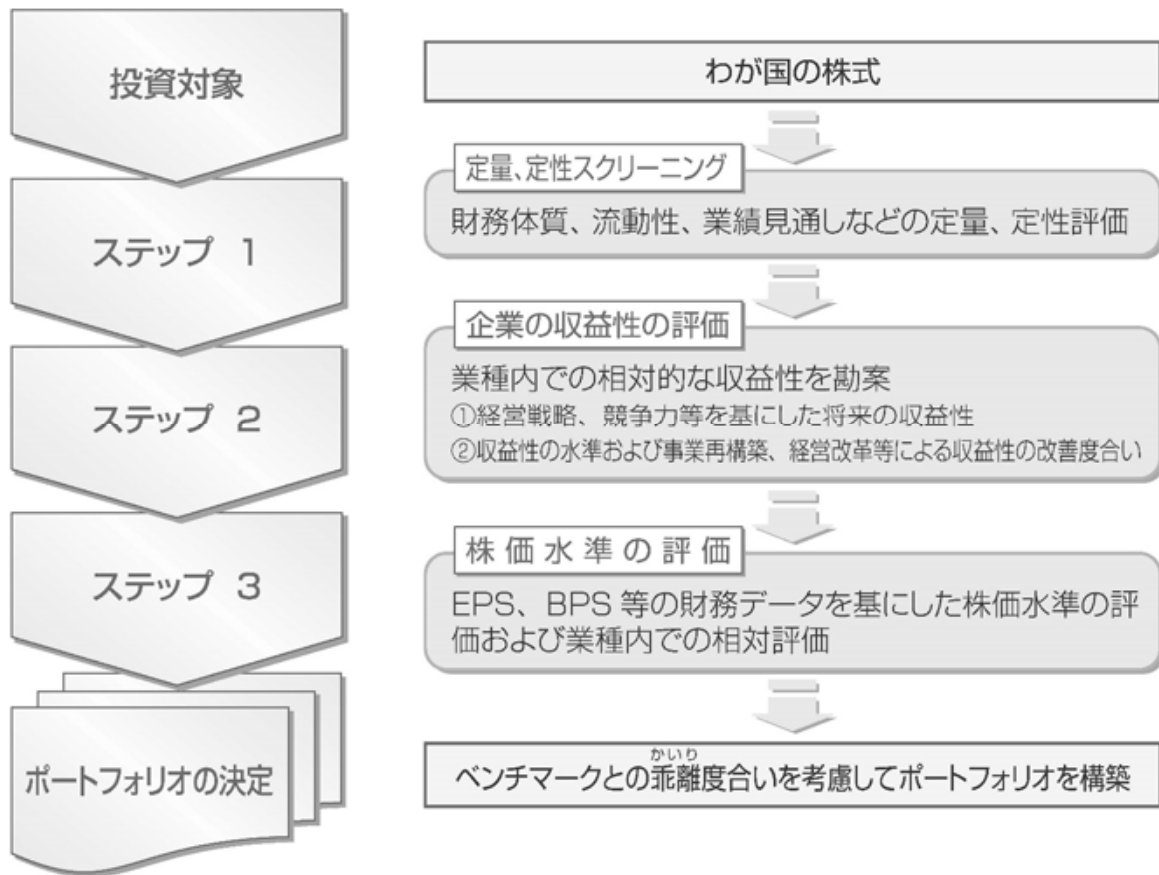 投資対象
わが国の株式
ステップ 1
定量、定性スクリーニング
財務体質、流動性、業績見通しなどの定量、定性評価
ステップ 2
企業の収益性の評価
業種内での相対的な収益性を勘案
①経営戦略、競争力等を基にした将来の収益性
②収益性の水準および事業再構築、経営改革等による収益性の改善度合い
ステップ 3
株価水準の評価
EPS、BPS 等の財務データを基にした株価水準の評
価および業種内での相対評価
ポートフォリオの決定
かいり
ベンチマークとの乖離度合いを考慮してポートフォリオを構築